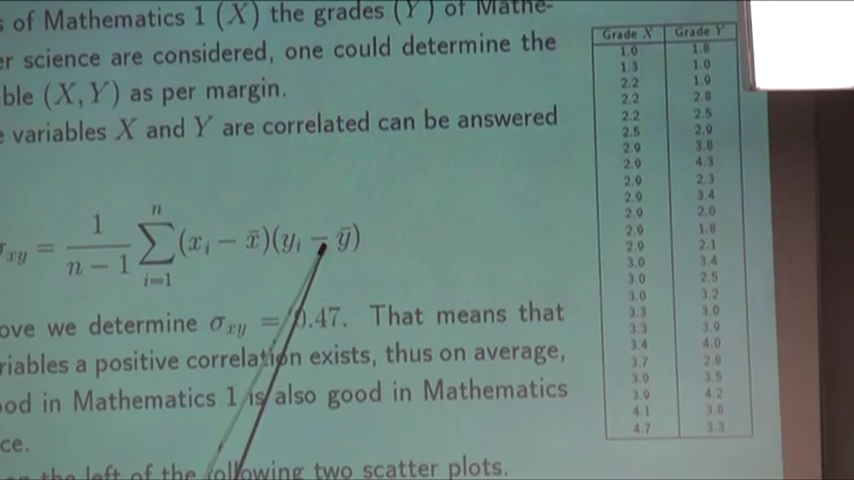 s of Mathematics 1 (X) the grades (Y) of Mathe-
er science are considered, one could determine the
ble (X, Y) as per margin.
e variables X and Y are correlated can be answered
σxy = 1/(n − 1) ∑ i=1 n (xi − x̄)(yi − ȳ)
ove we determine σxy = 0.47. That means that
riables a positive correlation exists, thus on average,
ood in Mathematics 1 is also good in Mathematics
ce.
on the left of the following two scatter plots.
Grade X Grade Y
1.0 1.8
1.3 1.0
2.2 1.9
2.2 2.8
2.2 2.5
2.5 2.9
2.9 3.8
2.9 4.3
2.9 2.3
2.9 3.4
2.9 2.0
2.9 1.8
2.9 2.1
3.0 3.4
3.0 2.5
3.0 3.2
3.3 3.0
3.3 3.9
3.4 4.0
3.7 2.8
3.9 3.5
3.9 4.2
4.1 3.8
4.7 3.3